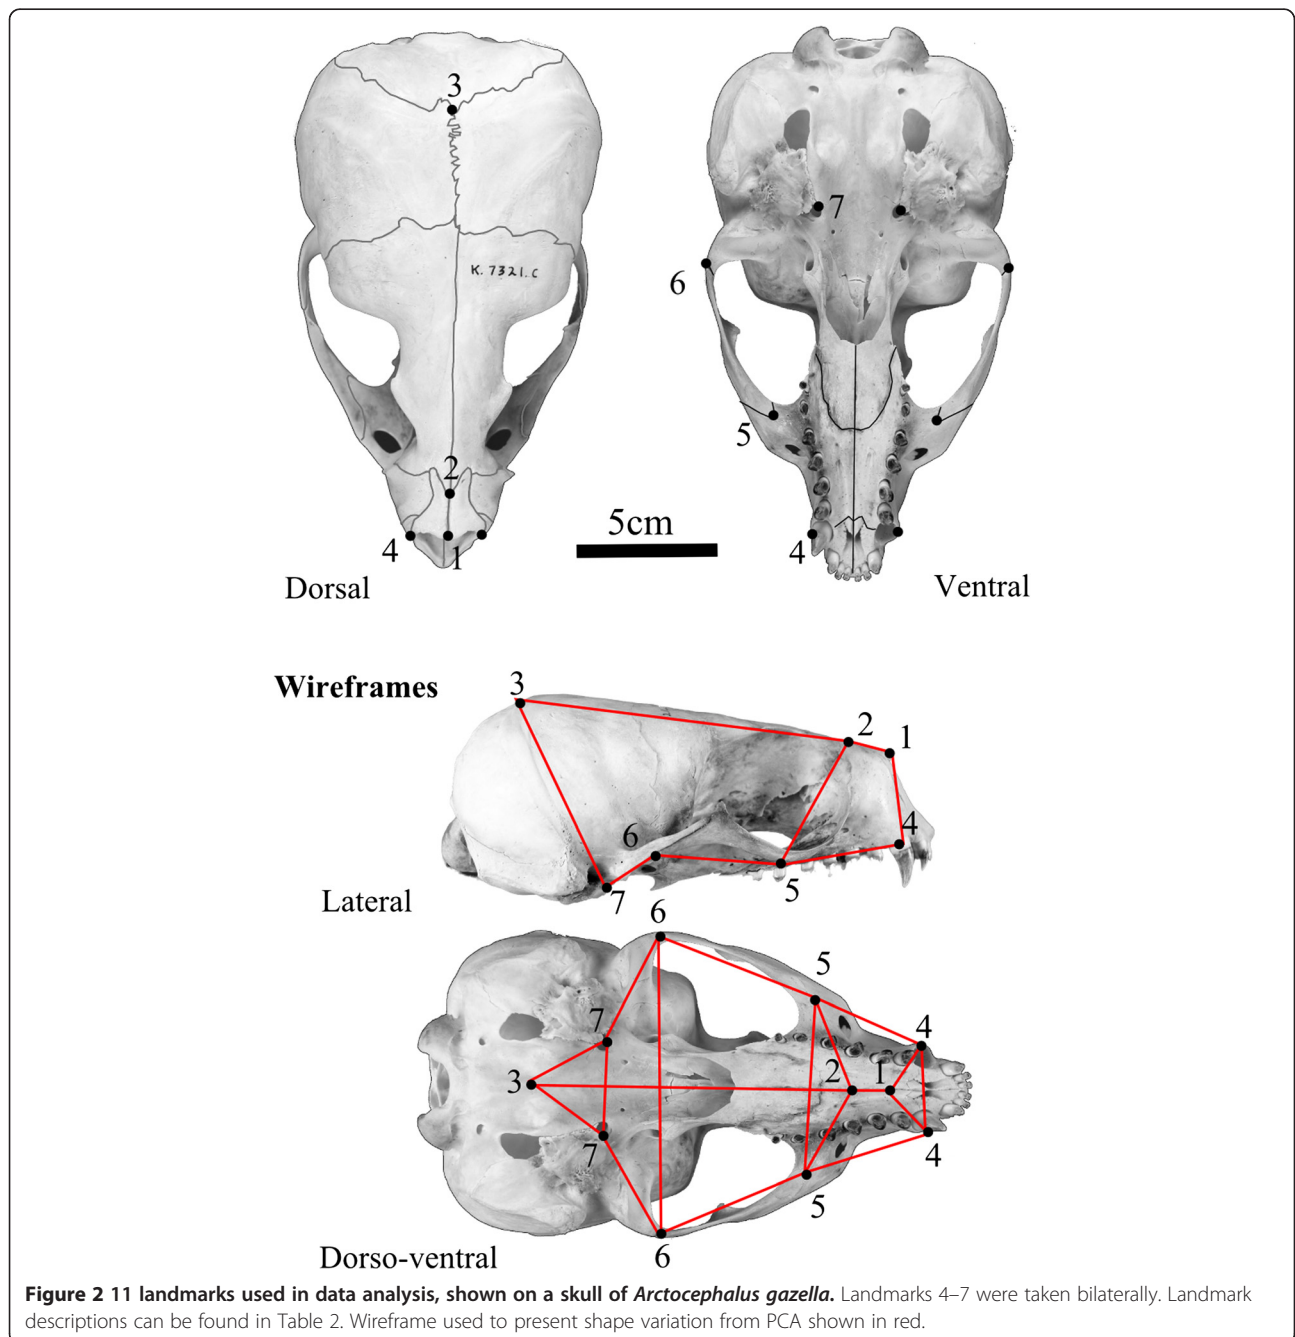 3
K.7321.C
2
4
1
Dorsal
5cm
7
6
5
4
Ventral
Wireframes
3
2
1
4
6
5
7
Lateral
6
5
4
7
3
2
1
7
4
5
6
Dorso-ventral
Figure 2 11 landmarks used in data analysis, shown on a skull of Arctocephalus gazella. Landmarks 4–7 were taken bilaterally. Landmark
descriptions can be found in Table 2. Wireframe used to present shape variation from PCA shown in red.